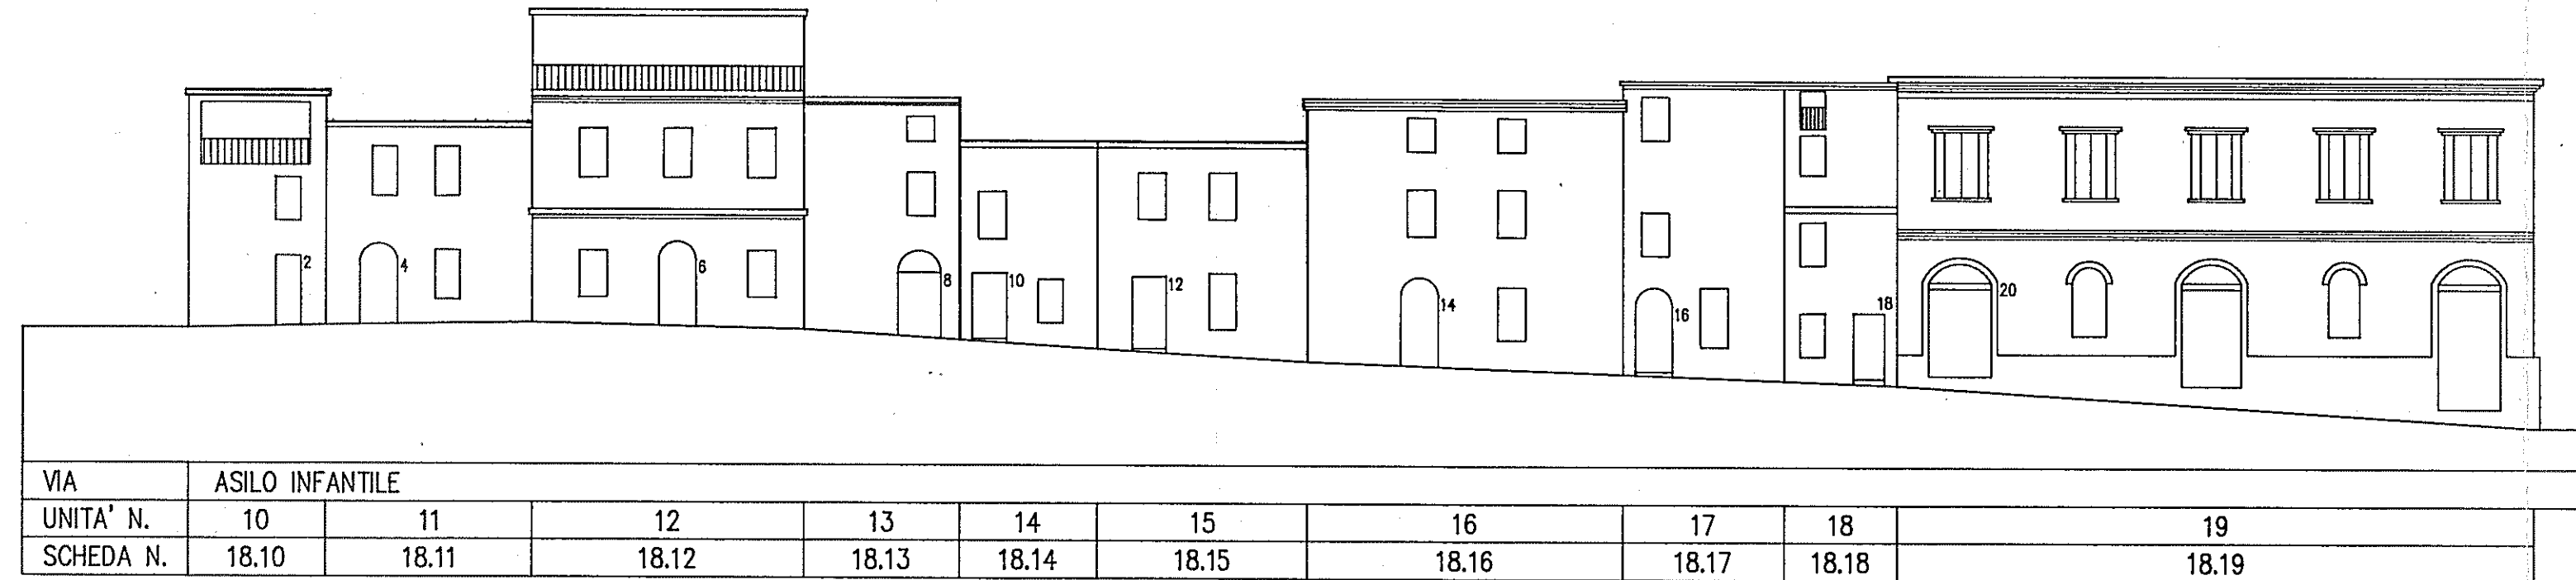 2 4 6 8 10 12 14 16 18 20
VIA ASILO INFANTILE
UNITA' N. 10 11 12 13 14 15 16 17 18 19
SCHEDA N. 18.10 18.11 18.12 18.13 18.14 18.15 18.16 18.17 18.18 18.19